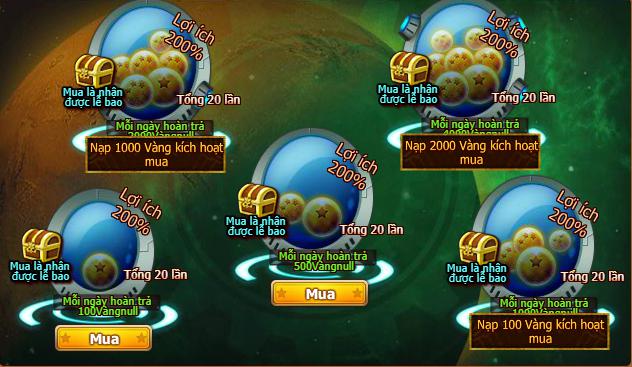 Lợi ích
200%
Mua là nhận
được lễ bao
Tổng 20 lần
Mỗi ngày hoàn trả
2000Vàngnull
Nạp 1000 Vàng kích hoạt
mua
Lợi ích
200%
Mua là nhận
được lễ bao
Tổng 20 lần
Mỗi ngày hoàn trả
4000Vàngnull
Nạp 2000 Vàng kích hoạt
mua
Lợi ích
200%
Mua là nhận
được lễ bao
Tổng 20 lần
Mỗi ngày hoàn trả
100Vàngnull
Mua
Lợi ích
200%
Mua là nhận
được lễ bao
Tổng 20 lần
Mỗi ngày hoàn trả
500Vàngnull
Mua
Lợi ích
200%
Mua là nhận
được lễ bao
Tổng 20 lần
Mỗi ngày hoàn trả
1000Vàngnull
Nạp 100 Vàng kích hoạt
mua